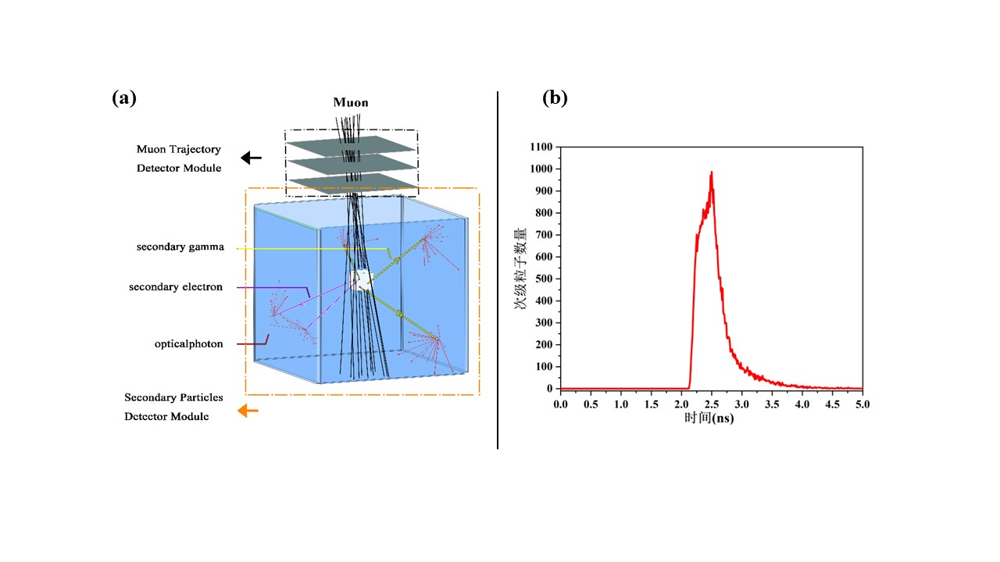 (a)
Muon
Muon Trajectory
Detector Module
secondary gamma
secondary electron
opticalphoton
Secondary Particles
Detector Module
(b)
1100
1000
900
800
700
600
500
400
300
200
100
0
次级粒子数量
0.0 0.5 1.0 1.5 2.0 2.5 3.0 3.5 4.0 4.5 5.0
时间(ns)